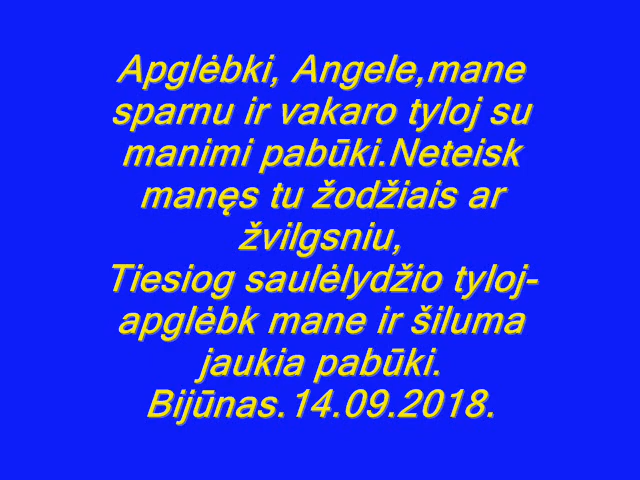 Apglėbki, Angele,mane
sparnu ir vakaro tyloj su
manimi pabūki.Neteisk
manęs tu žodžiais ar
žvilgsniu,
Tiesiog saulėlydžio tyloj-
apglėbk mane ir šiluma
jaukia pabūki.
Bijūnas.14.09.2018.